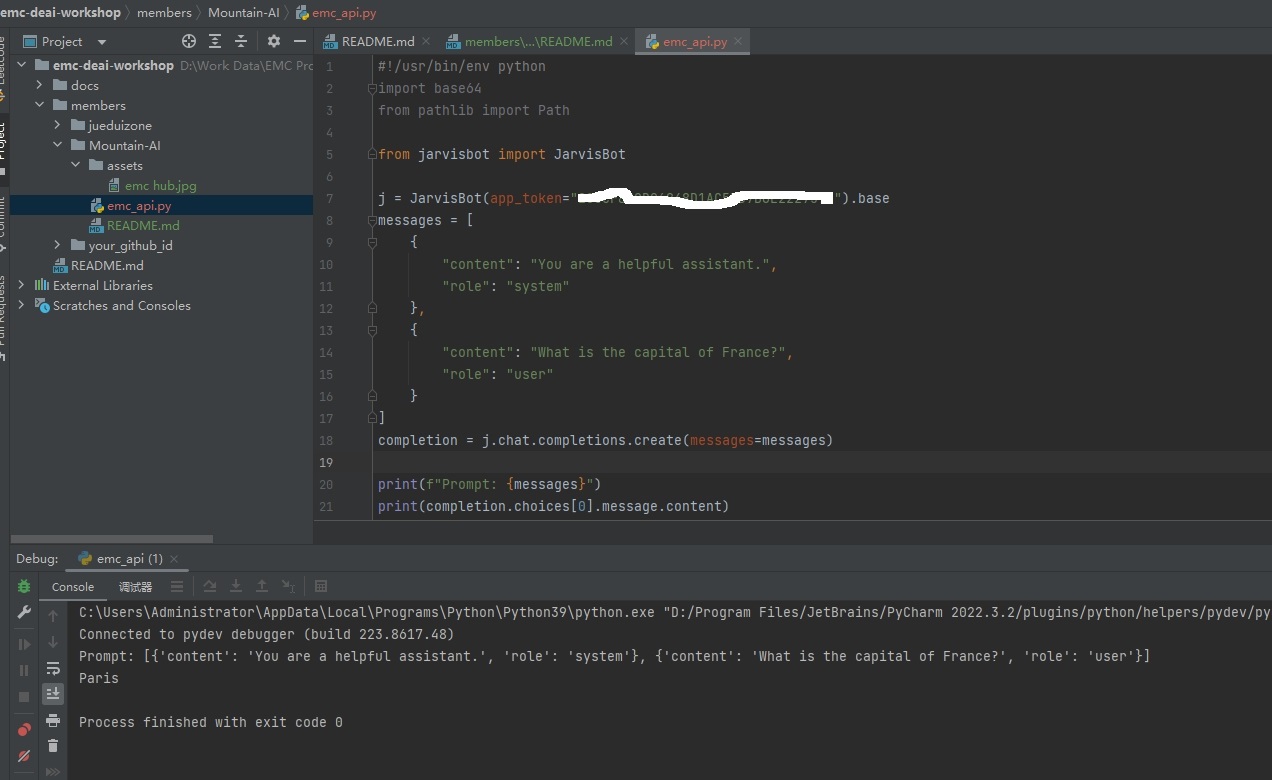 emc-deai-workshop members Mountain-AI emc_api.py
Project
README.md
members\...\README.md
emc_api.py
emc-deai-workshop D:\Work Data\EMC Pro
docs
members
jueduizone
Mountain-AI
assets
emc hub.jpg
emc_api.py
README.md
your_github_id
README.md
External Libraries
Scratches and Consoles
Project
1 #!/usr/bin/env python
2 import base64
3 from pathlib import Path
4
5 from jarvisbot import JarvisBot
6
7 j = JarvisBot(app_token=" ").base
8 messages = [
9 {
10 "content": "You are a helpful assistant.",
11 "role": "system"
12 },
13 {
14 "content": "What is the capital of France?",
15 "role": "user"
16 }
17 ]
18 completion = j.chat.completions.create(messages=messages)
19
20 print(f"Prompt: {messages}")
21 print(completion.choices[0].message.content)
Debug: emc_api (1)
Console 调试器
C:\Users\Administrator\AppData\Local\Programs\Python\Python39\python.exe "D:/Program Files/JetBrains/PyCharm 2022.3.2/plugins/python/helpers/pydev/py
Connected to pydev debugger (build 223.8617.48)
Prompt: [{'content': 'You are a helpful assistant.', 'role': 'system'}, {'content': 'What is the capital of France?', 'role': 'user'}]
Paris
Process finished with exit code 0